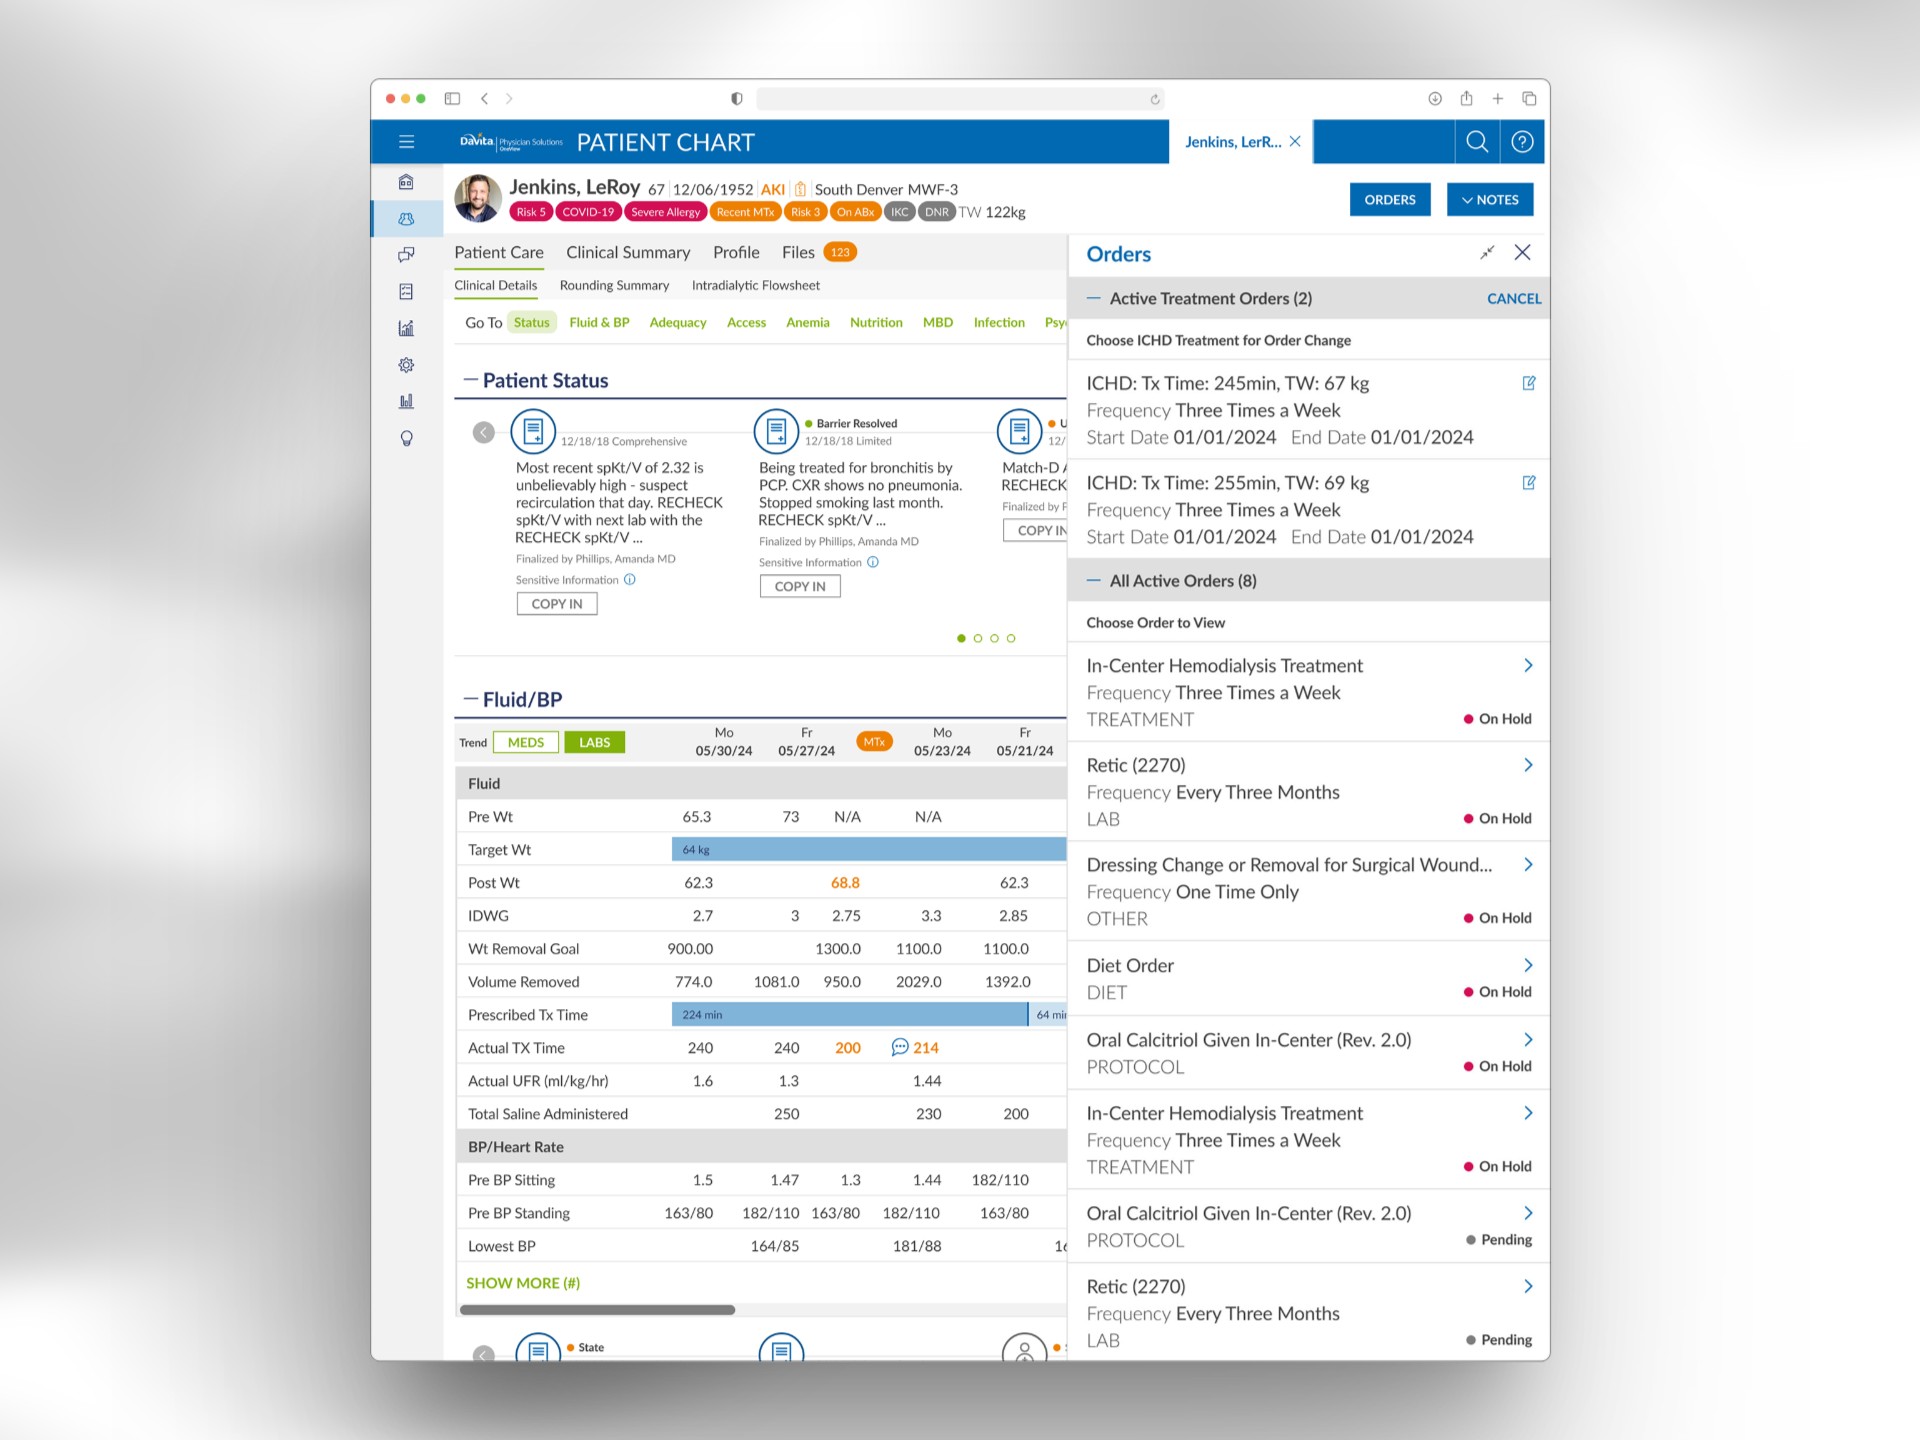 DaVita Physician Solutions
OneView
PATIENT CHART
Jenkins, LerR...
Jenkins, LeRoy 67 12/06/1952 AKI South Denver MWF-3
Risk 5 COVID-19 Severe Allergy Recent MTx Risk 3 On ABx IKC DNR TW 122kg
ORDERS
NOTES
Patient Care Clinical Summary Profile Files 123
Clinical Details Rounding Summary Intradialytic Flowsheet
Go To Status Fluid & BP Adequacy Access Anemia Nutrition MBD Infection Psy
Patient Status
12/18/18 Comprehensive
Most recent spKt/V of 2.32 is
unbelievably high - suspect
recirculation that day. RECHECK
spKt/V with next lab with the
RECHECK spKt/V ...
Finalized by Phillips, Amanda MD
Sensitive Information
COPY IN
Barrier Resolved
12/18/18 Limited
Being treated for bronchitis by
PCP. CXR shows no pneumonia.
Stopped smoking last month.
RECHECK spKt/V ...
Finalized by Phillips, Amanda MD
Sensitive Information
COPY IN
U
12/
Match-D A
RECHECK
Finalized by P
COPY IN
Fluid/BP
Trend MEDS LABS
Mo Fr Mo Fr
05/30/24 05/27/24 MTx 05/23/24 05/21/24
Fluid
Pre Wt 65.3 73 N/A N/A
Target Wt 64 kg
Post Wt 62.3 68.8 62.3
IDWG 2.7 3 2.75 3.3 2.85
Wt Removal Goal 900.00 1300.0 1100.0 1100.0
Volume Removed 774.0 1081.0 950.0 2029.0 1392.0
Prescribed Tx Time 224 min 64 min
Actual TX Time 240 240 200 214
Actual UFR (ml/kg/hr) 1.6 1.3 1.44
Total Saline Administered 250 230 200
BP/Heart Rate
Pre BP Sitting 1.5 1.47 1.3 1.44 182/110
Pre BP Standing 163/80 182/110 163/80 182/110 163/80
Lowest BP 164/85 181/88 16
SHOW MORE (#)
State
Orders
Active Treatment Orders (2) CANCEL
Choose ICHD Treatment for Order Change
ICHD: Tx Time: 245min, TW: 67 kg
Frequency Three Times a Week
Start Date 01/01/2024 End Date 01/01/2024
ICHD: Tx Time: 255min, TW: 69 kg
Frequency Three Times a Week
Start Date 01/01/2024 End Date 01/01/2024
All Active Orders (8)
Choose Order to View
In-Center Hemodialysis Treatment
Frequency Three Times a Week
TREATMENT On Hold
Retic (2270)
Frequency Every Three Months
LAB On Hold
Dressing Change or Removal for Surgical Wound...
Frequency One Time Only
OTHER On Hold
Diet Order
DIET On Hold
Oral Calcitriol Given In-Center (Rev. 2.0)
PROTOCOL On Hold
In-Center Hemodialysis Treatment
Frequency Three Times a Week
TREATMENT On Hold
Oral Calcitriol Given In-Center (Rev. 2.0)
PROTOCOL Pending
Retic (2270)
Frequency Every Three Months
LAB Pending